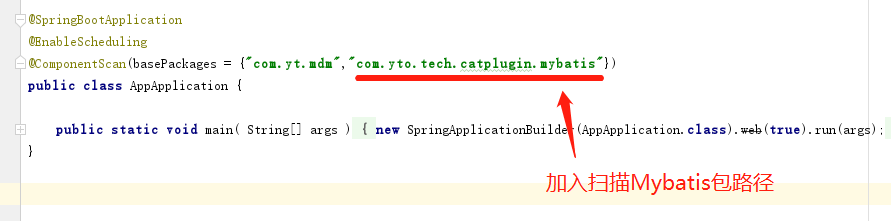 @SpringBootApplication
@EnableScheduling
@ComponentScan(basePackages = {"com.yt.mdm","com.yto.tech.catplugin.mybatis"})
public class AppApplication {
public static void main( String[] args ) { new SpringApplicationBuilder(AppApplication.class).web(true).run(args);
}
加入扫描Mybatis包路径